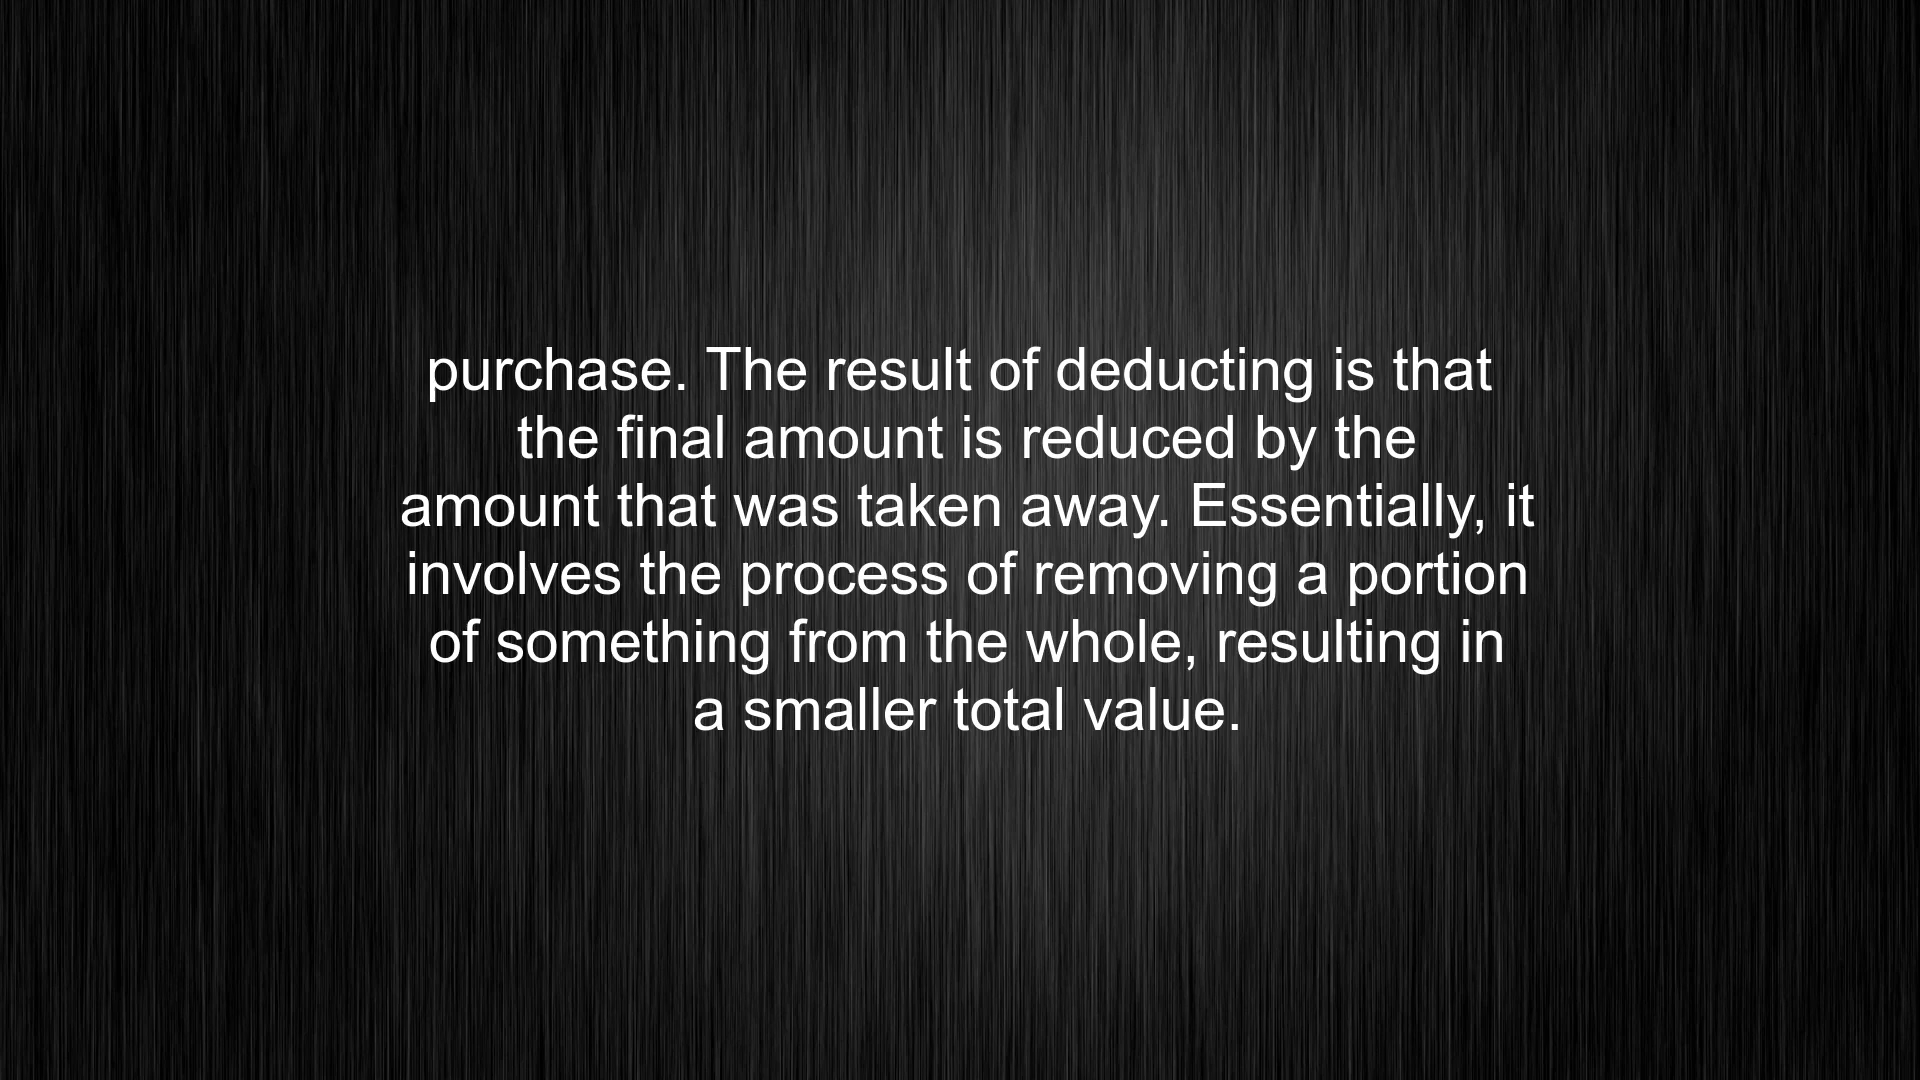 purchase. The result of deducting is that
the final amount is reduced by the
amount that was taken away. Essentially, it
involves the process of removing a portion
of something from the whole, resulting in
a smaller total value.